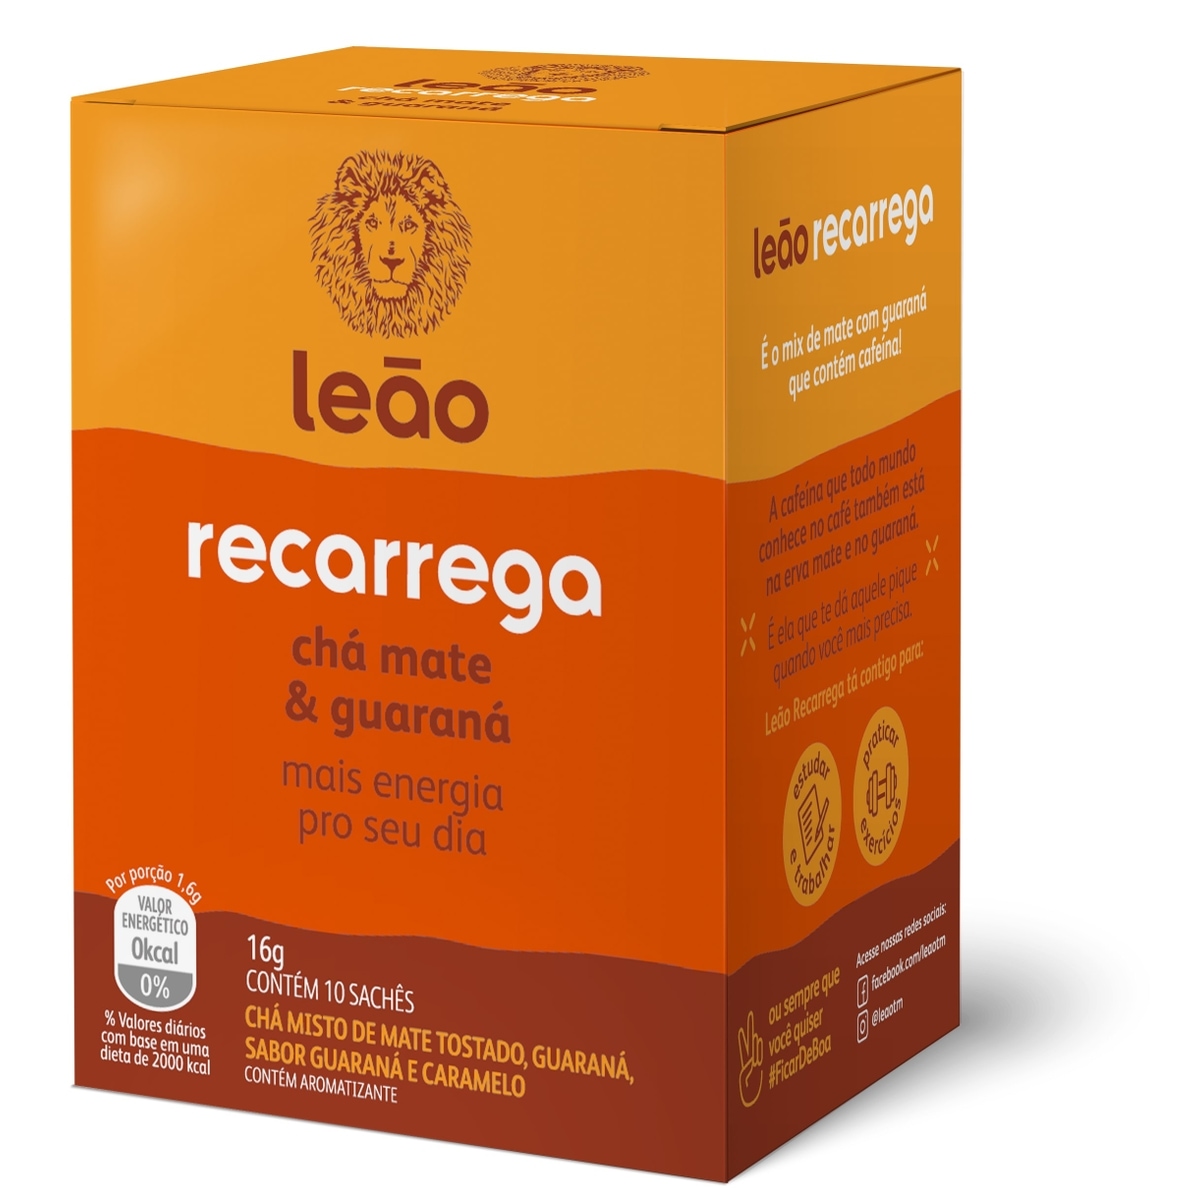 leão
recarrega
chá mate
& guaraná
leão
recarrega
chá mate
& guaraná
mais energia
pro seu dia
Por porção 1,6g
VALOR
ENERGÉTICO
0kcal
0%
% Valores diários
com base em uma
dieta de 2000 kcal
16g
CONTÉM 10 SACHÊS
CHÁ MISTO DE MATE TOSTADO, GUARANÁ,
SABOR GUARANÁ E CARAMELO
CONTÉM AROMATIZANTE
leão recarrega
É o mix de mate com guaraná
que contém cafeína!
A cafeína que todo mundo
conhece no café também está
na erva mate e no guaraná.
É ela que te dá aquele pique
quando você mais precisa.
Leão Recarrega tá contigo para:
estudar
e trabalhar
praticar
exercícios
ou sempre que
você quiser
#FicarDeBoa
Acesse nossas redes sociais:
facebook.com/leaotm
@leaotm